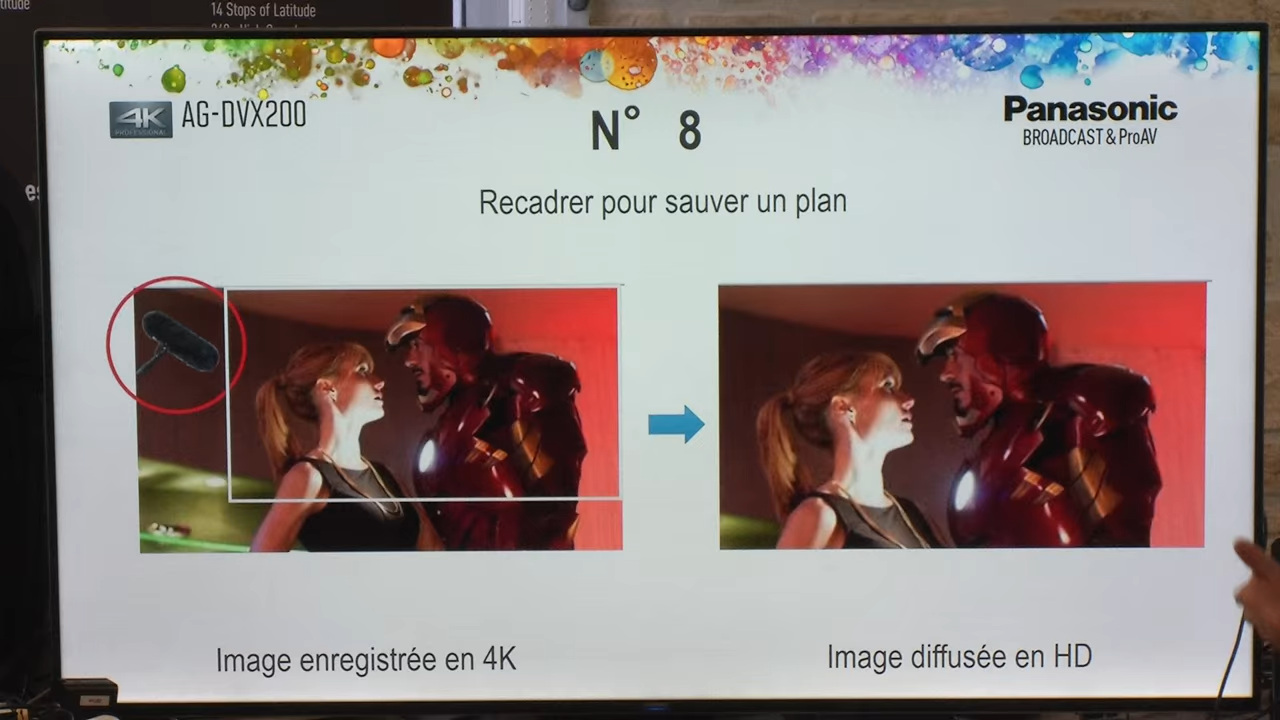 14 Stops of Latitude
4K
PROFESSIONAL
AG-DVX200
N° 8
Panasonic
BROADCAST & ProAV
Recadrer pour sauver un plan
Image enregistrée en 4K
Image diffusée en HD